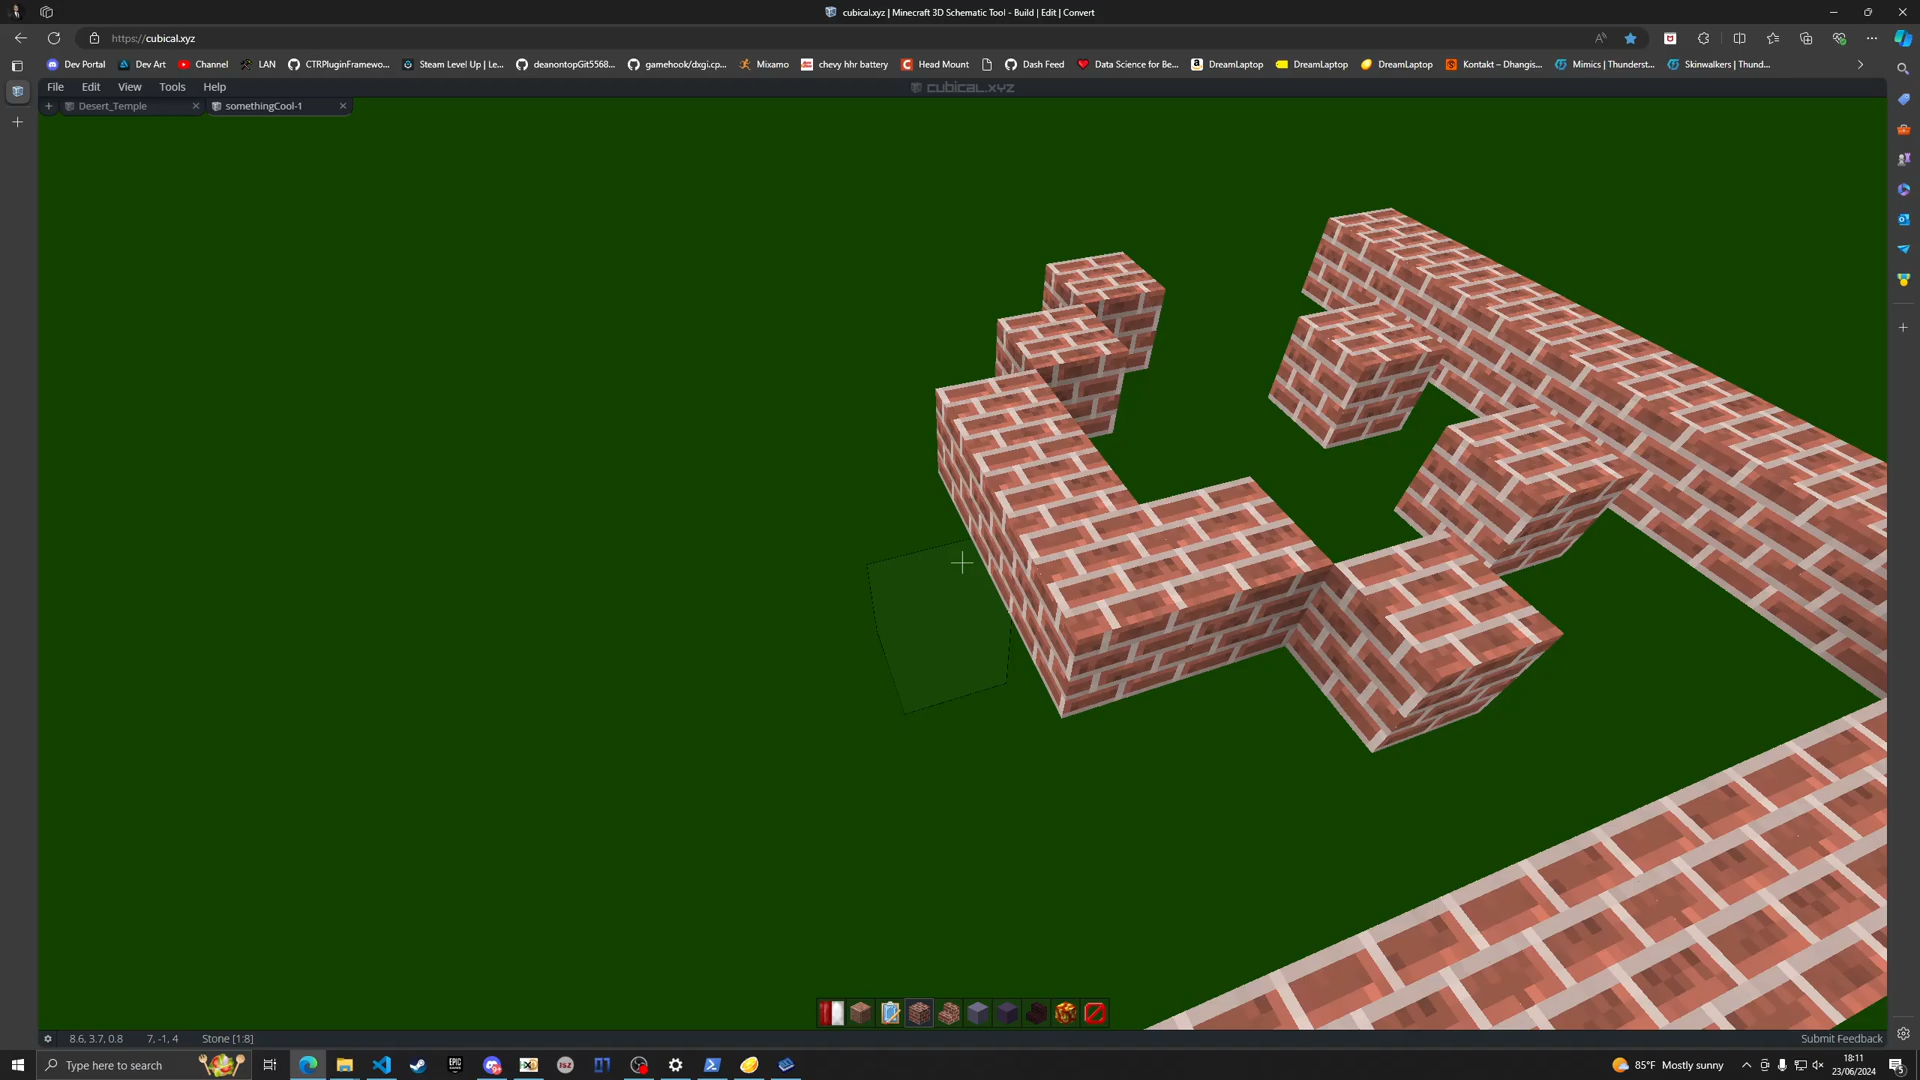 cubical.xyz | Minecraft 3D Schematic Tool - Build | Edit | Convert
https://cubical.xyz
Dev Portal
Dev Art
Channel
LAN
CTRPluginFramewo...
Steam Level Up | Le...
deanontopGit5568...
gamehook/dxgi.cp...
Mixamo
chevy hhr battery
Head Mount
Dash Feed
Data Science for Be...
DreamLaptop
DreamLaptop
DreamLaptop
Kontakt – Dhangis...
Mimics | Thunderst...
Skinwalkers | Thund...
File Edit View Tools Help
cubical.xyz
Desert_Temple
somethingCool-1
8.6, 3.7, 0.8
7, -1, 4
Stone [1:8]
Submit Feedback
Type here to search
EPIC
85°F Mostly sunny
18:11
23/06/2024